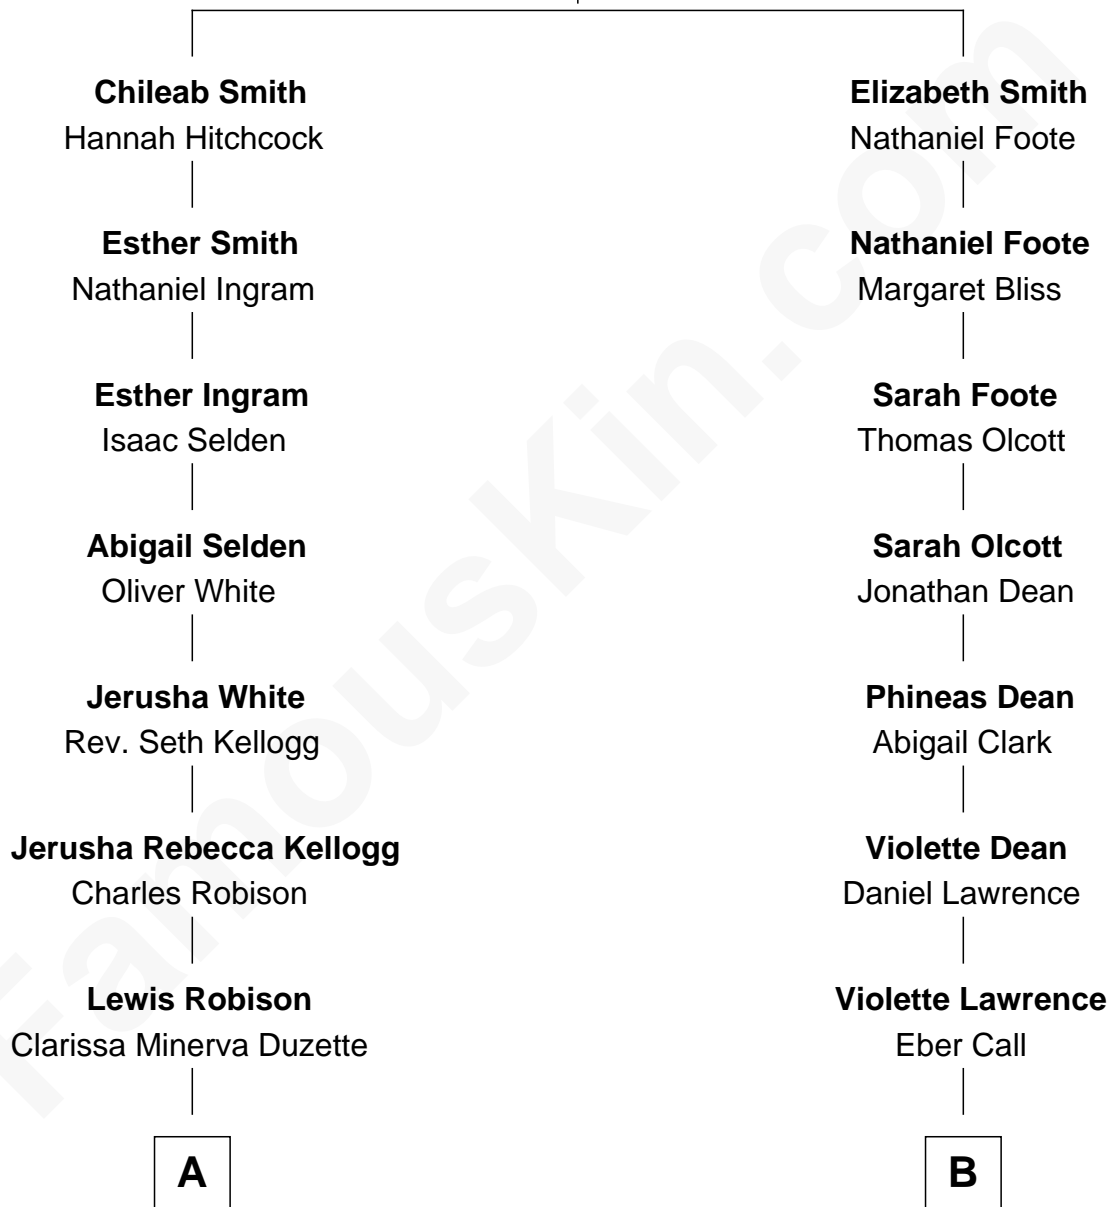 Chileab Smith
Hannah Hitchcock
Esther Smith
Nathaniel Ingram
Esther Ingram
Isaac Selden
Abigail Selden
Oliver White
Jerusha White
Rev. Seth Kellogg
Jerusha Rebecca Kellogg
Charles Robison
Lewis Robison
Clarissa Minerva Duzette
A
Elizabeth Smith
Nathaniel Foote
Nathaniel Foote
Margaret Bliss
Sarah Foote
Thomas Olcott
Sarah Olcott
Jonathan Dean
Phineas Dean
Abigail Clark
Violette Dean
Daniel Lawrence
Violette Lawrence
Eber Call
B
FamousKin.com